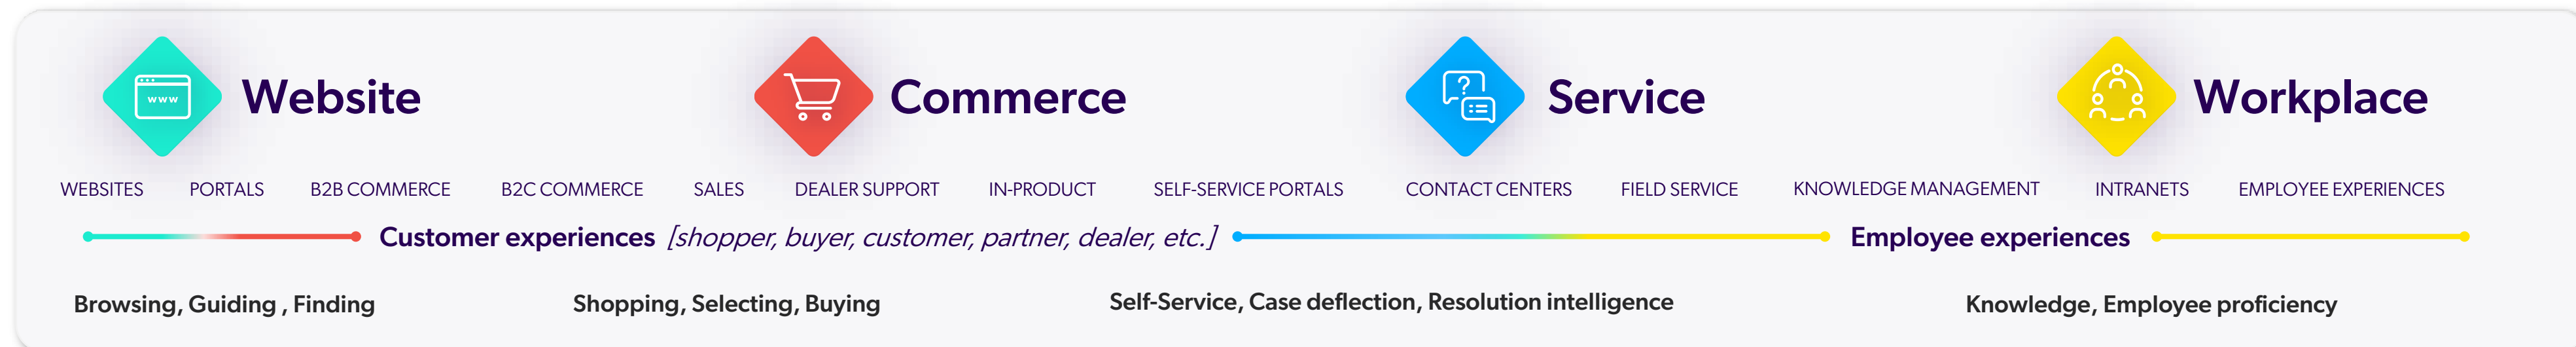 www
Website
Commerce
?
Service
Workplace
WEBSITES PORTALS B2B COMMERCE B2C COMMERCE SALES DEALER SUPPORT IN-PRODUCT SELF-SERVICE PORTALS CONTACT CENTERS FIELD SERVICE KNOWLEDGE MANAGEMENT INTRANETS EMPLOYEE EXPERIENCES
Customer experiences [shopper, buyer, customer, partner, dealer, etc.] Employee experiences
Browsing, Guiding , Finding
Shopping, Selecting, Buying
Self-Service, Case deflection, Resolution intelligence
Knowledge, Employee proficiency